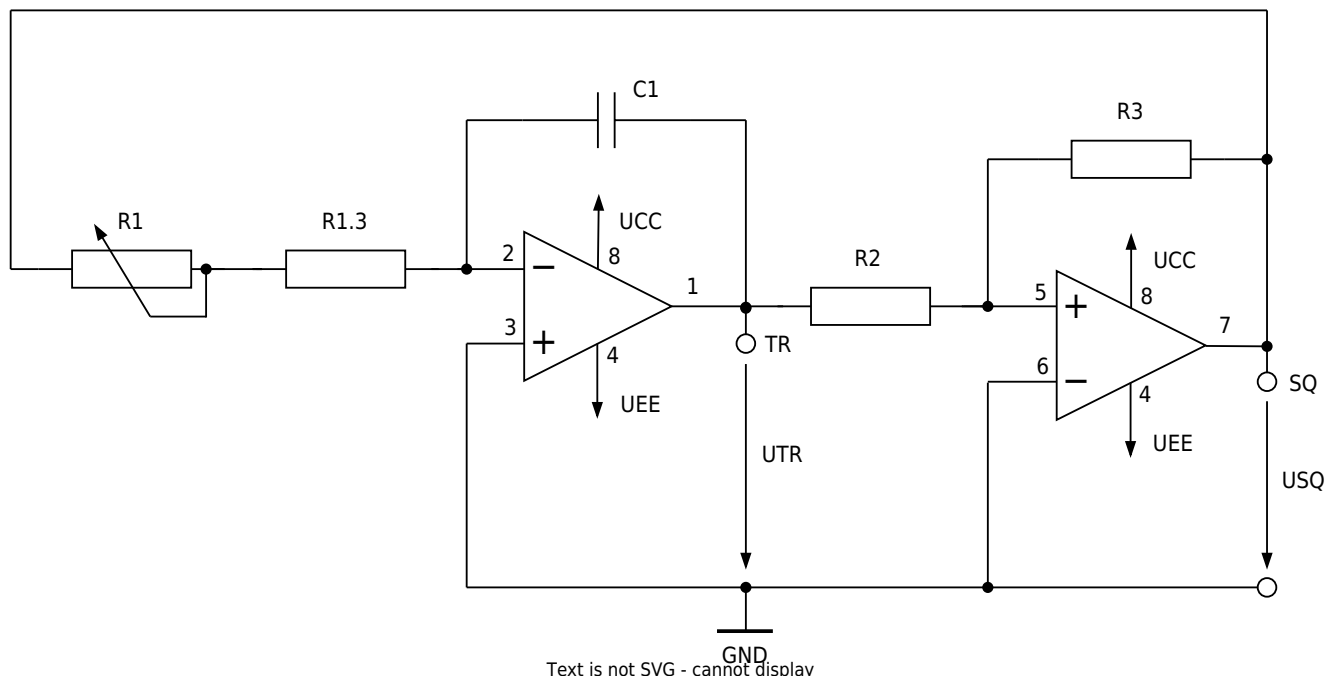 C1
R3
R1
R1.3
UCC
2
8
R2
UCC
1
5
8
3
7
TR
4
6
SQ
4
UEE
UEE
UTR
USQ
GND
Text is not SVG - cannot display